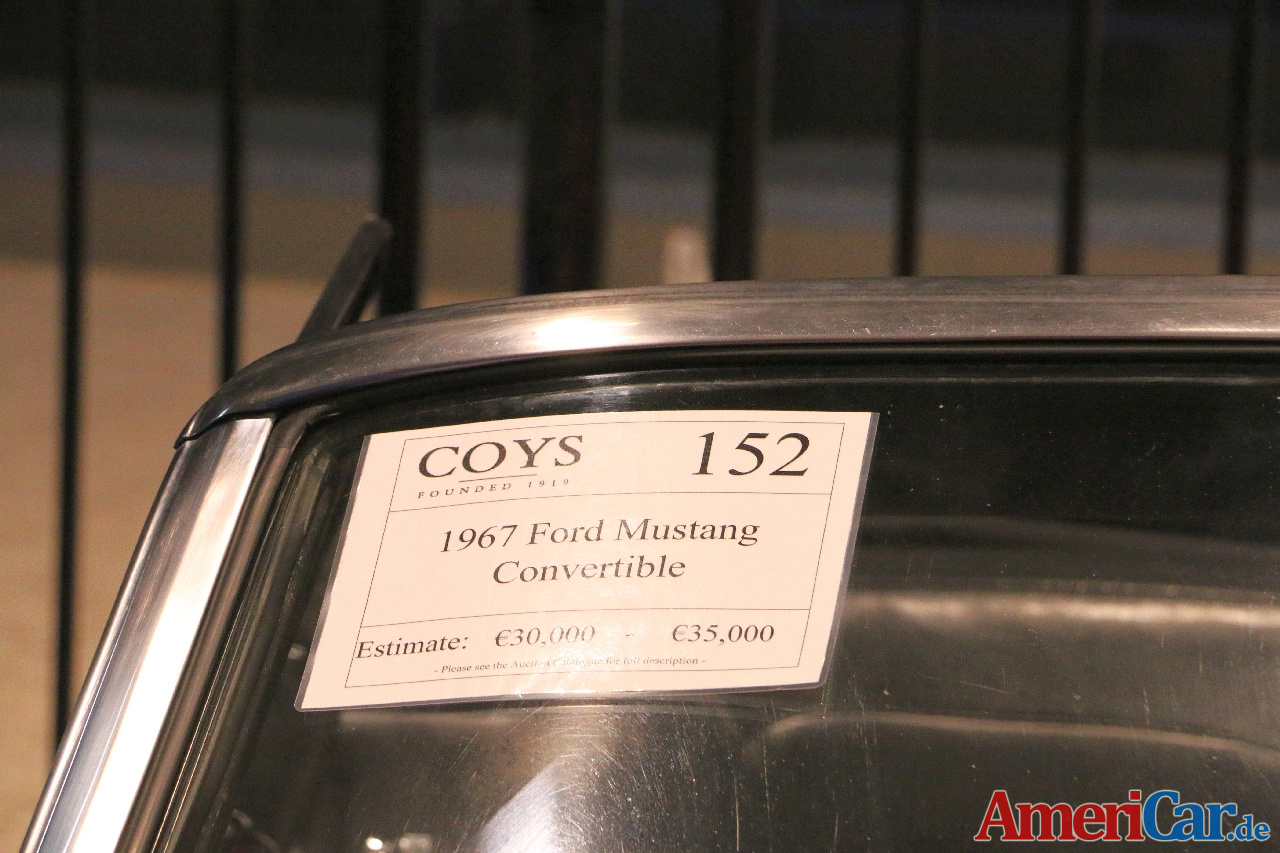 COYS 152
FOUNDED 1919
1967 Ford Mustang
Convertible
Estimate: €30,000 - €35,000
- Please see the Auction Catalogue for full description -
AmeriCar.de